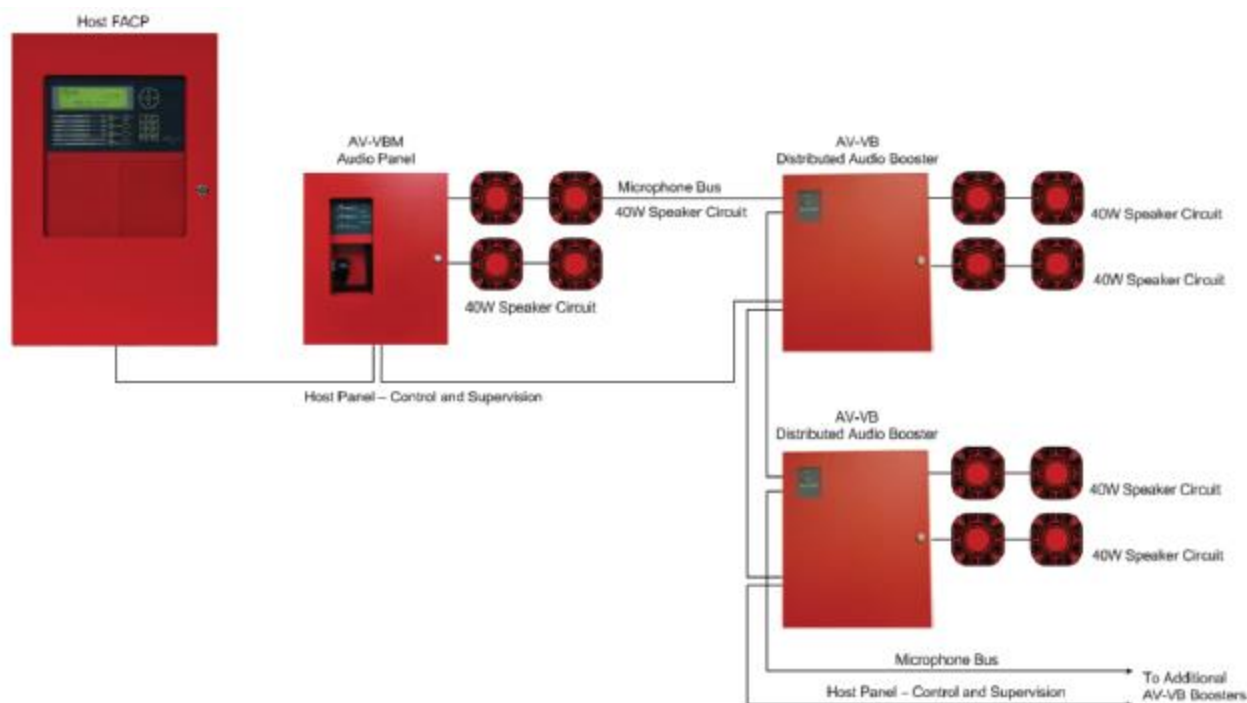 Host FACP
AV-VBM
Audio Panel
Microphone Bus
40W Speaker Circuit
40W Speaker Circuit
Host Panel – Control and Supervision
AV-VB
Distributed Audio Booster
40W Speaker Circuit
40W Speaker Circuit
AV-VB
Distributed Audio Booster
40W Speaker Circuit
40W Speaker Circuit
Microphone Bus
Host Panel – Control and Supervision
To Additional
AV-VB Boosters